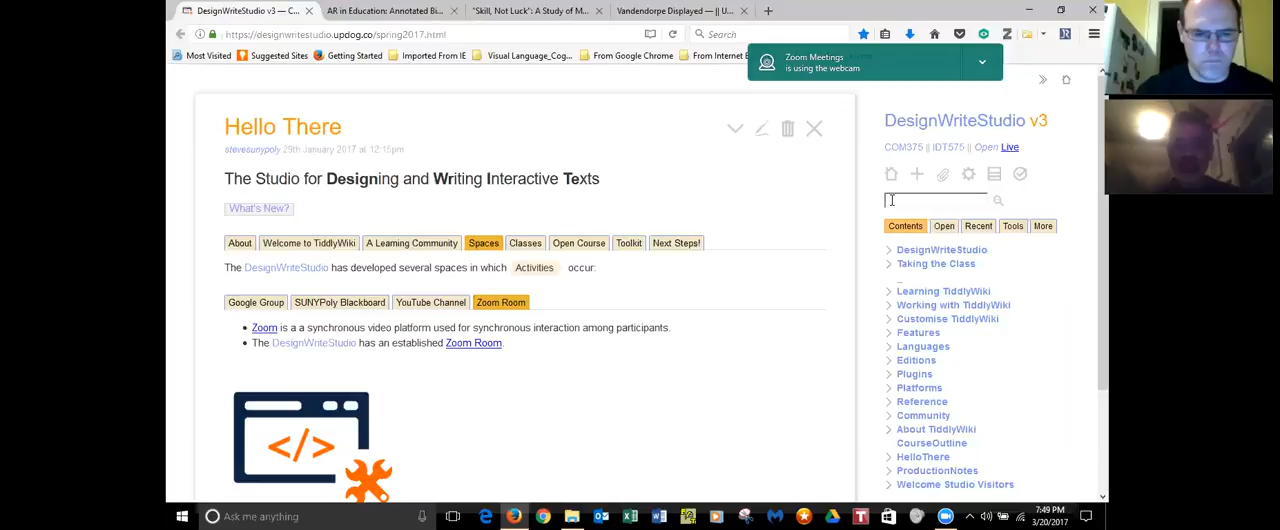 DesignWriteStudio v3 — C...
AR in Education: Annotated Bi...
"Skill, Not Luck": A Study of M...
Vandendorpe Displayed — || U...
https://designwritestudio.updog.co/spring2017.html
Search
Most Visited
Suggested Sites
Getting Started
Imported From IE
Visual Language_Cog...
From Google Chrome
From Internet E
Zoom Meetings
is using the webcam
Hello There
stevesunypoly 29th January 2017 at 12:15pm
The Studio for Designing and Writing Interactive Texts
What's New?
About
Welcome to TiddlyWiki
A Learning Community
Spaces
Classes
Open Course
Toolkit
Next Steps!
The DesignWriteStudio has developed several spaces in which Activities occur:
Google Group
SUNYPoly Blackboard
YouTube Channel
Zoom Room
Zoom is a a synchronous video platform used for synchronous interaction among participants.
The DesignWriteStudio has an established Zoom Room.
</>
DesignWriteStudio v3
COM375 || IDT575 || Open Live
Contents
Open
Recent
Tools
More
DesignWriteStudio
Taking the Class
_
Learning TiddlyWiki
Working with TiddlyWiki
Customise TiddlyWiki
Features
Languages
Editions
Plugins
Platforms
Reference
Community
About TiddlyWiki
CourseOutline
HelloThere
ProductionNotes
Welcome Studio Visitors
Ask me anything
7:49 PM
3/20/2017